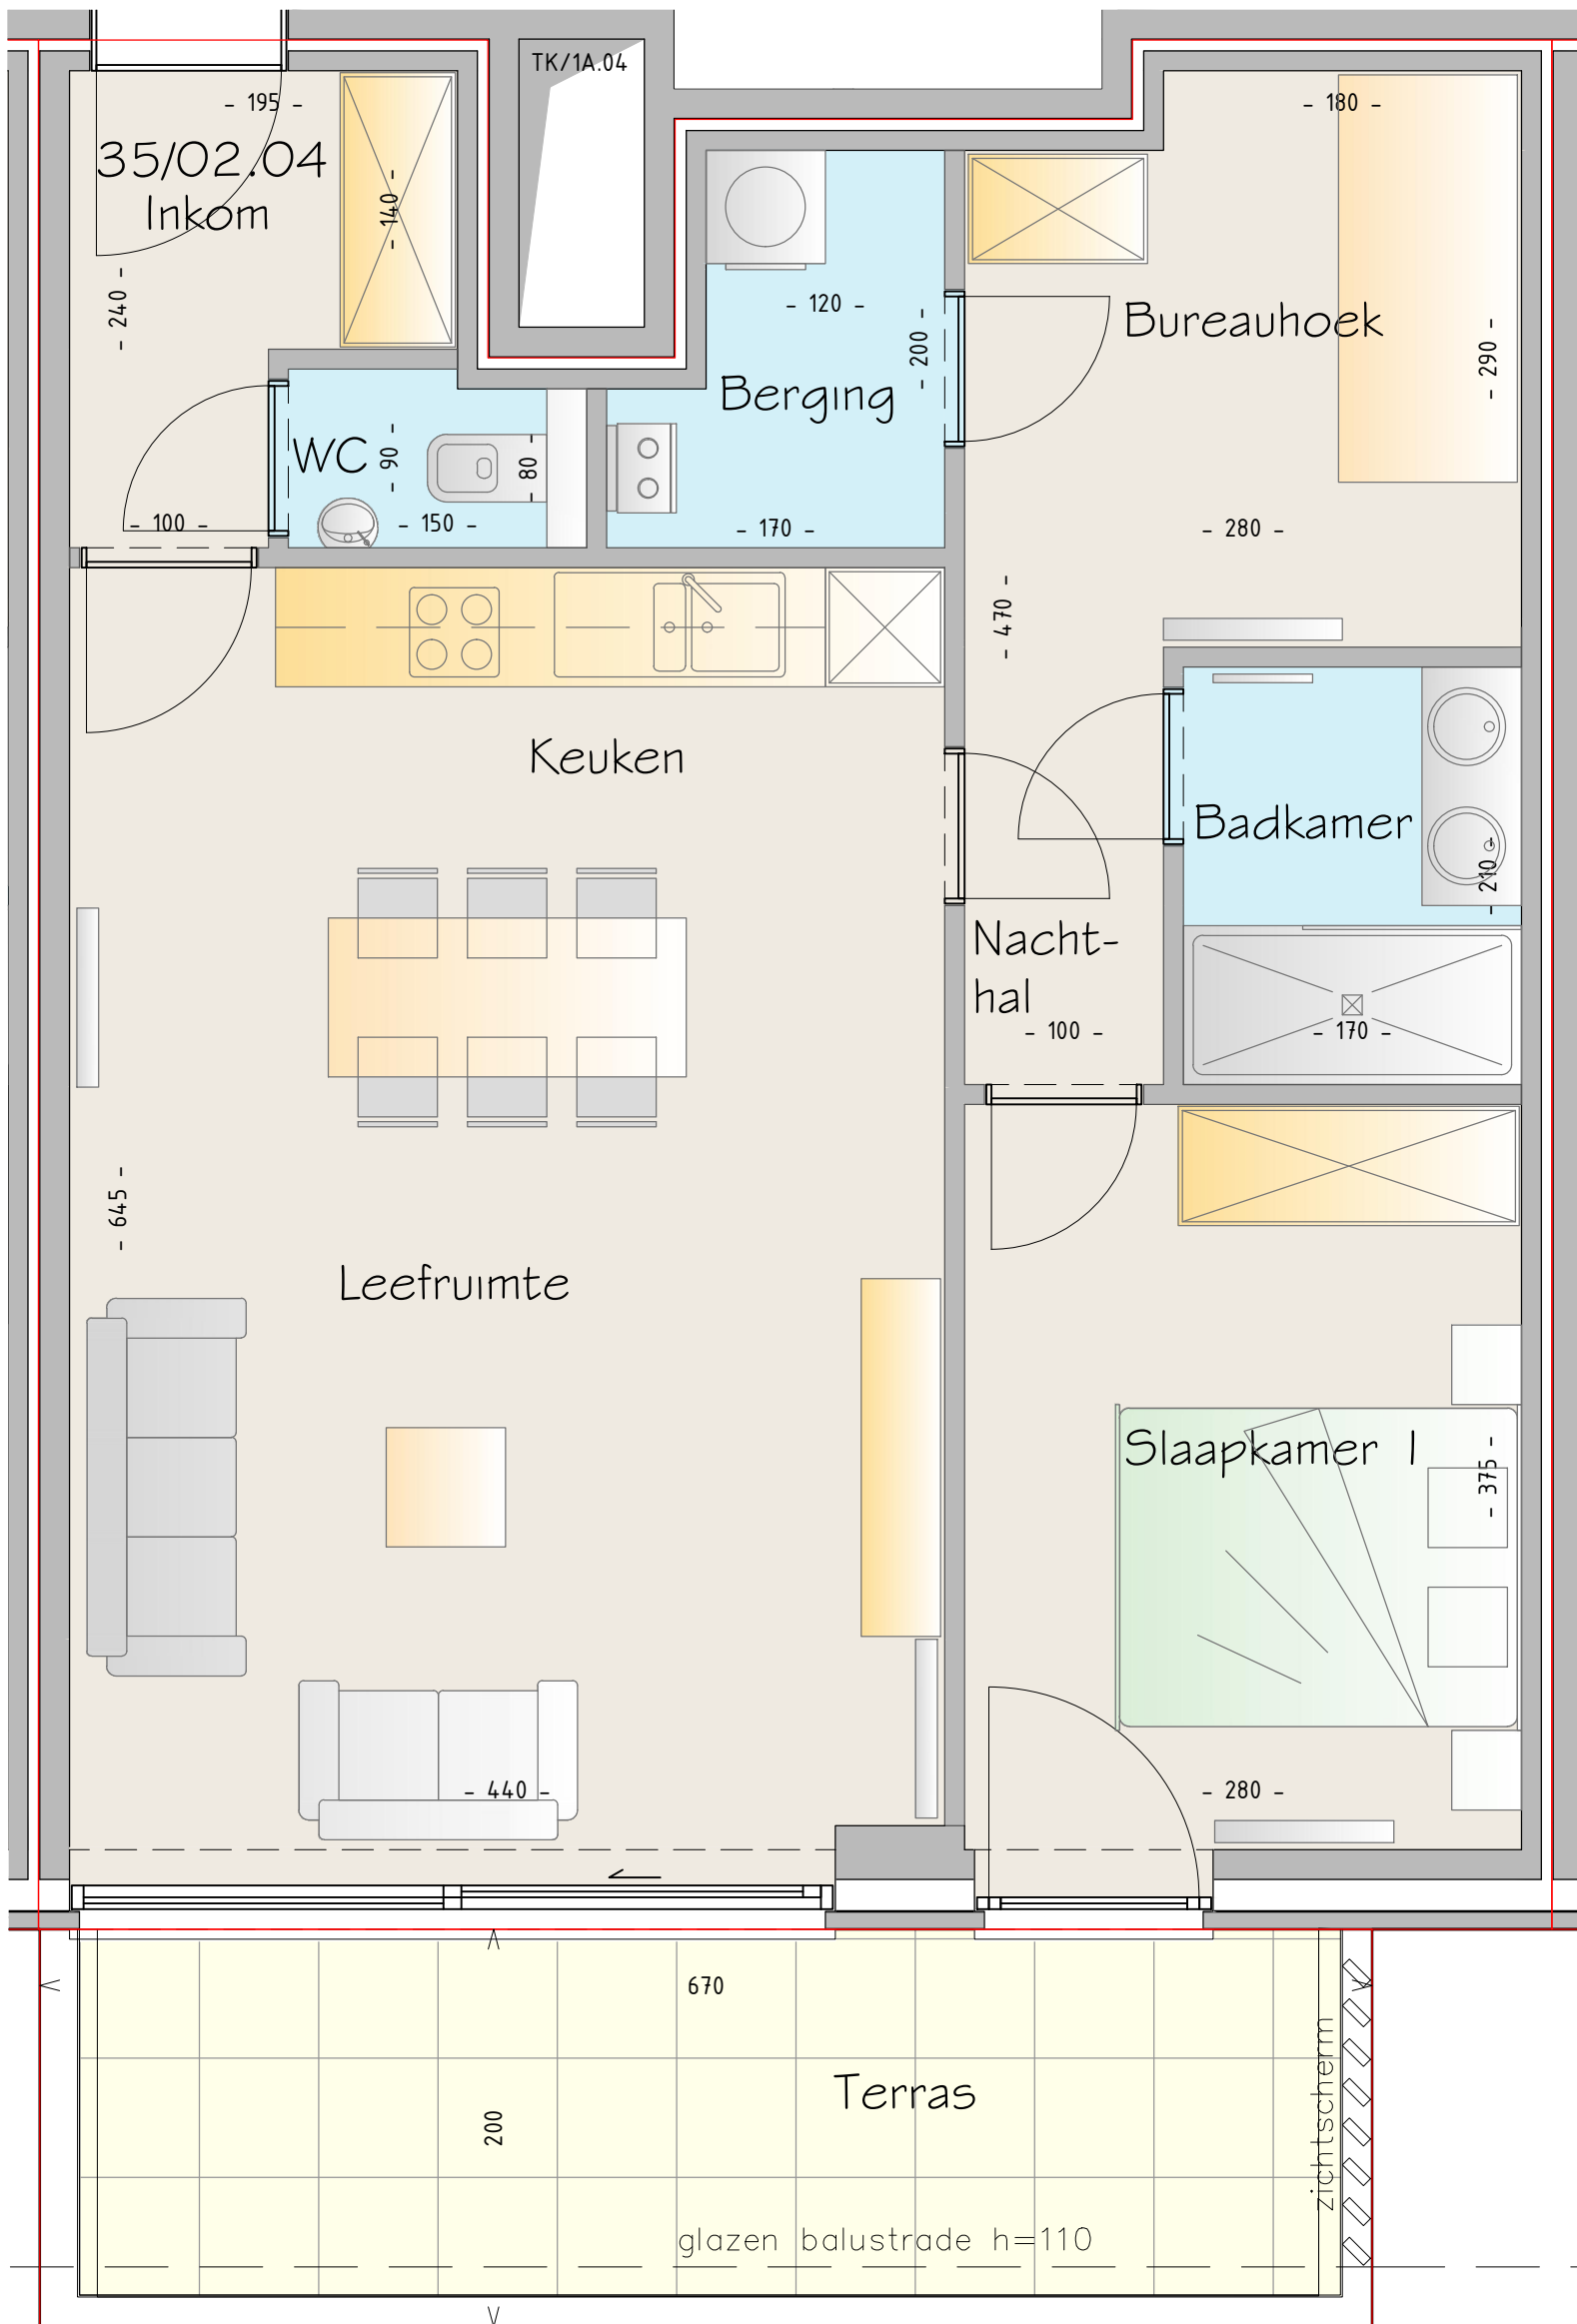 TK/1A.04
- 195 -
- 180 -
35/02.04
Inkom
- 140 -
- 240 -
- 120 -
- 200 -
Bureauhoek
- 290 -
Berging
WC
- 90 -
- 80 -
- 100 -
- 150 -
- 170 -
- 280 -
- 470 -
Keuken
Badkamer
- 210 -
Nacht-
hal
- 100 -
- 170 -
- 645 -
Leefruimte
Slaapkamer 1
- 375 -
- 440 -
- 280 -
670
Terras
200
zichtscherm
glazen balustrade h=110